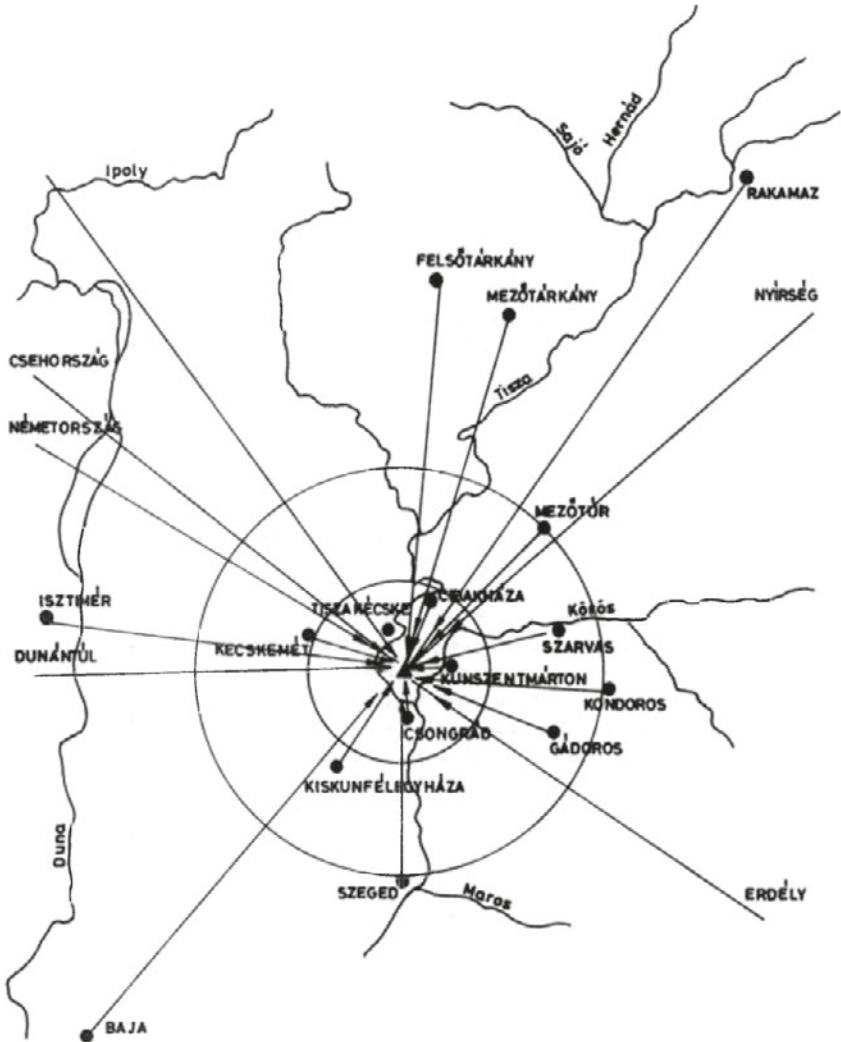 Ipoly
Sajó
Hernád
RAKAMAZ
FELSŐTÁRKÁNY
MEZŐTÁRKÁNY
NYÍRSÉG
CSEHORSZÁG
Tisza
NÉMETORSZÁG
MEZŐTÚR
ISZTIMÉR
TISZAKÉCSKE
CIBAKHÁZA
Körös
KECSKEMÉT
SZARVAS
DUNÁNTÚL
KUNSZENTMÁRTON
KONDOROS
CSONGRÁD
GÁDOROS
KISKUNFÉLEGYHÁZA
Duna
SZEGED
Maros
ERDÉLY
BAJA